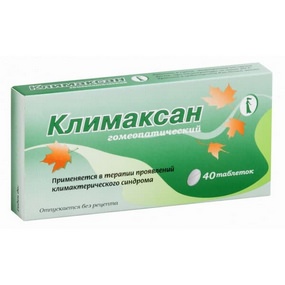 Климаксан
гомеопатический
Применяется в терапии проявлений
климактерического синдрома
40 таблеток
Отпускается без рецепта